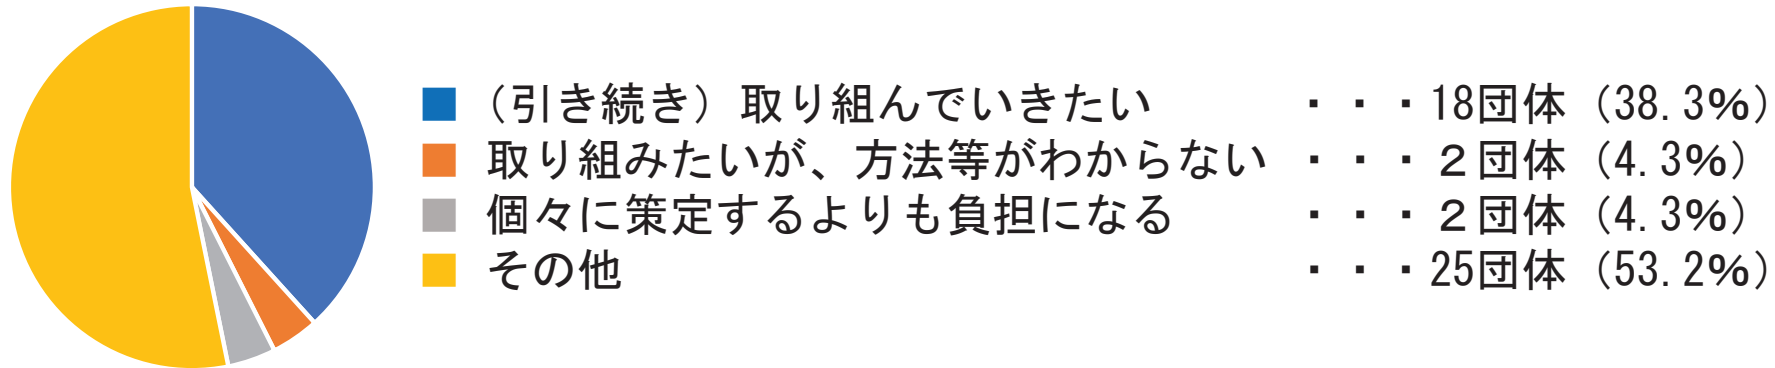 （引き続き）取り組んでいきたい ・・・18団体（38.3％）
取り組みたいが、方法等がわからない ・・・２団体（4.3％）
個々に策定するよりも負担になる ・・・２団体（4.3％）
その他 ・・・25団体（53.2％）